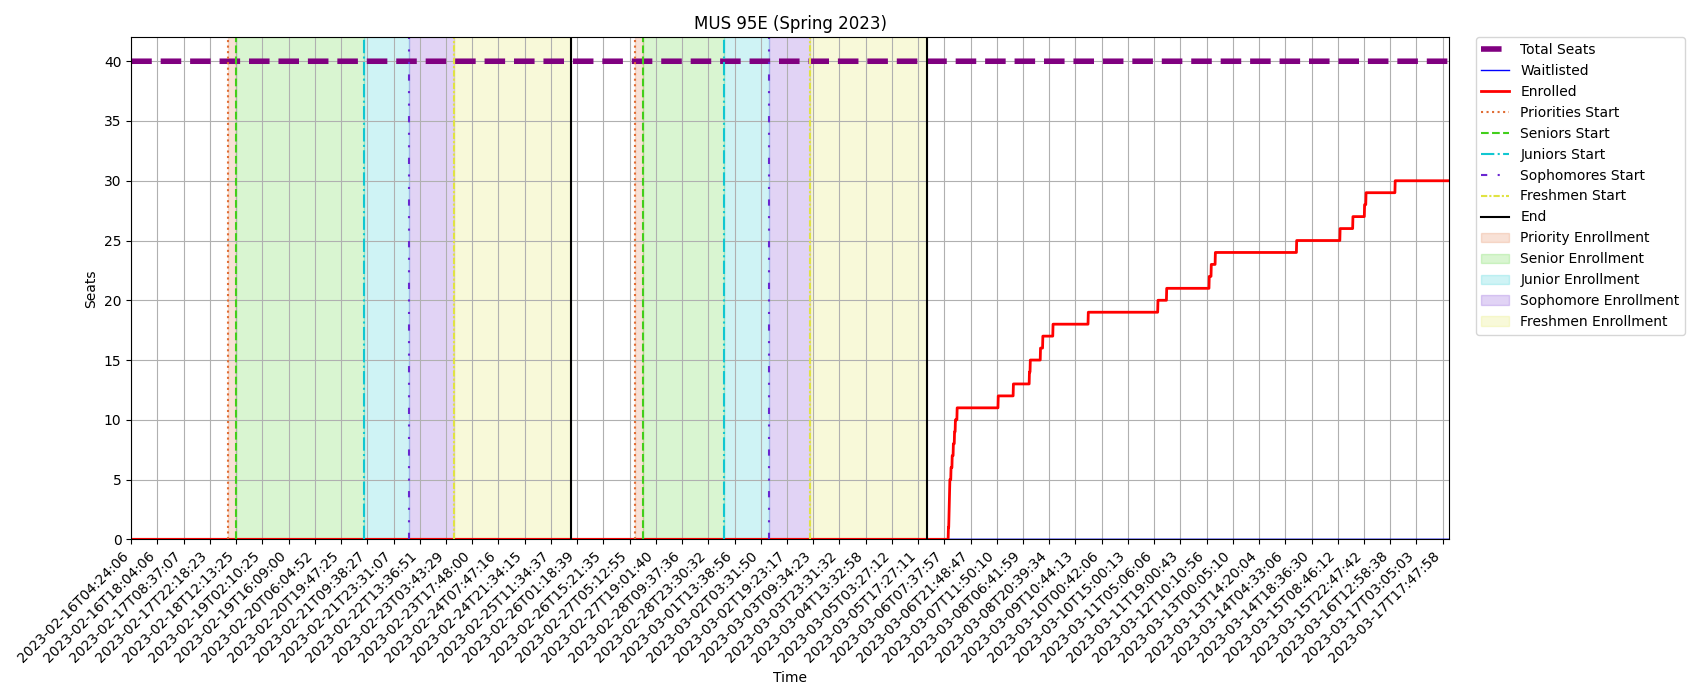 MUS 95E (Spring 2023)
Seats
40
35
30
25
20
15
10
5
0
2023-02-16T04:24:06
2023-02-16T18:04:06
2023-02-17T08:37:07
2023-02-17T22:18:23
2023-02-18T12:13:25
2023-02-19T02:10:25
2023-02-19T16:09:00
2023-02-20T06:04:52
2023-02-20T19:47:25
2023-02-21T09:38:27
2023-02-21T23:31:07
2023-02-22T13:36:51
2023-02-23T03:43:29
2023-02-23T17:48:00
2023-02-24T07:47:16
2023-02-24T21:34:15
2023-02-25T11:34:37
2023-02-26T01:18:39
2023-02-26T15:21:35
2023-02-27T05:12:55
2023-02-27T19:01:40
2023-02-28T09:37:36
2023-02-28T23:30:32
2023-03-01T13:38:56
2023-03-02T03:31:50
2023-03-02T19:23:17
2023-03-03T09:34:23
2023-03-03T23:31:32
2023-03-04T13:32:58
2023-03-05T03:27:12
2023-03-05T17:27:11
2023-03-06T07:37:57
2023-03-06T21:48:47
2023-03-07T11:50:10
2023-03-08T06:41:59
2023-03-08T20:39:34
2023-03-09T10:44:13
2023-03-10T00:42:06
2023-03-10T15:00:13
2023-03-11T05:06:06
2023-03-11T19:00:43
2023-03-12T10:10:56
2023-03-13T00:05:10
2023-03-13T14:20:04
2023-03-14T04:33:06
2023-03-14T18:36:30
2023-03-15T08:46:12
2023-03-15T22:47:42
2023-03-16T12:58:38
2023-03-17T03:05:03
2023-03-17T17:47:58
Time
Total Seats
Waitlisted
Enrolled
Priorities Start
Seniors Start
Juniors Start
Sophomores Start
Freshmen Start
End
Priority Enrollment
Senior Enrollment
Junior Enrollment
Sophomore Enrollment
Freshmen Enrollment